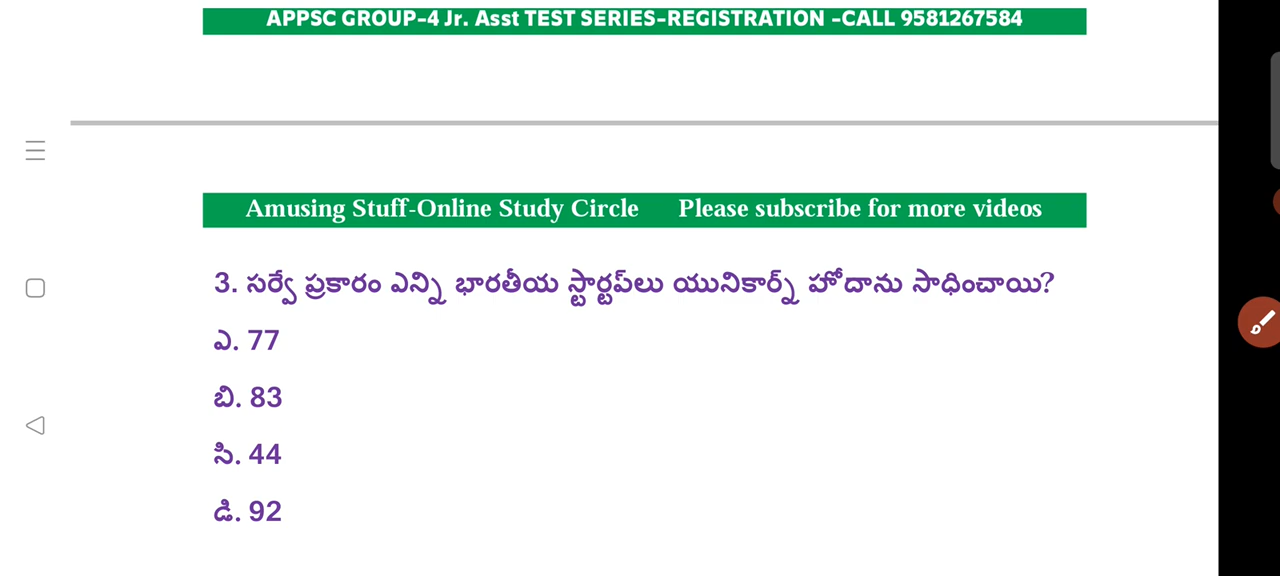 APPSC GROUP-4 Jr. Asst TEST SERIES-REGISTRATION -CALL 9581267584
Amusing Stuff-Online Study Circle Please subscribe for more videos
3. సర్వే ప్రకారం ఎన్ని భారతీయ స్టార్టప్‌లు యునికార్న్ హోదాను సాధించాయి?
ఎ. 77
బి. 83
సి. 44
డి. 92